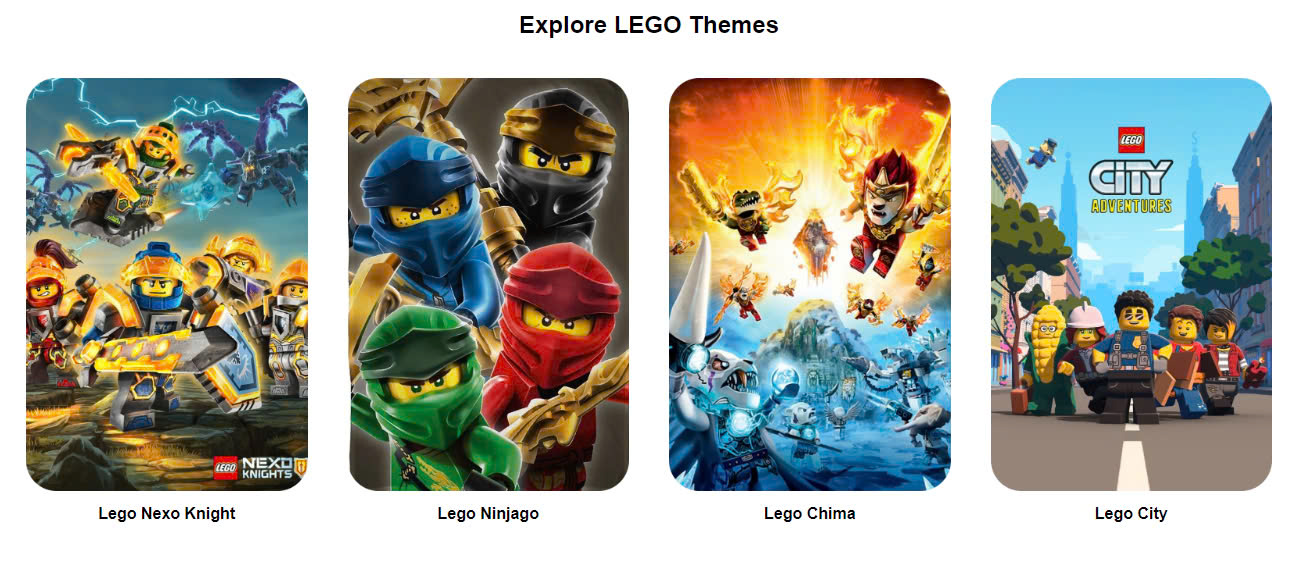 Explore LEGO Themes
LEGO
NEXO
KNIGHTS
LEGO
CITY
ADVENTURES
Lego Nexo Knight
Lego Ninjago
Lego Chima
Lego City